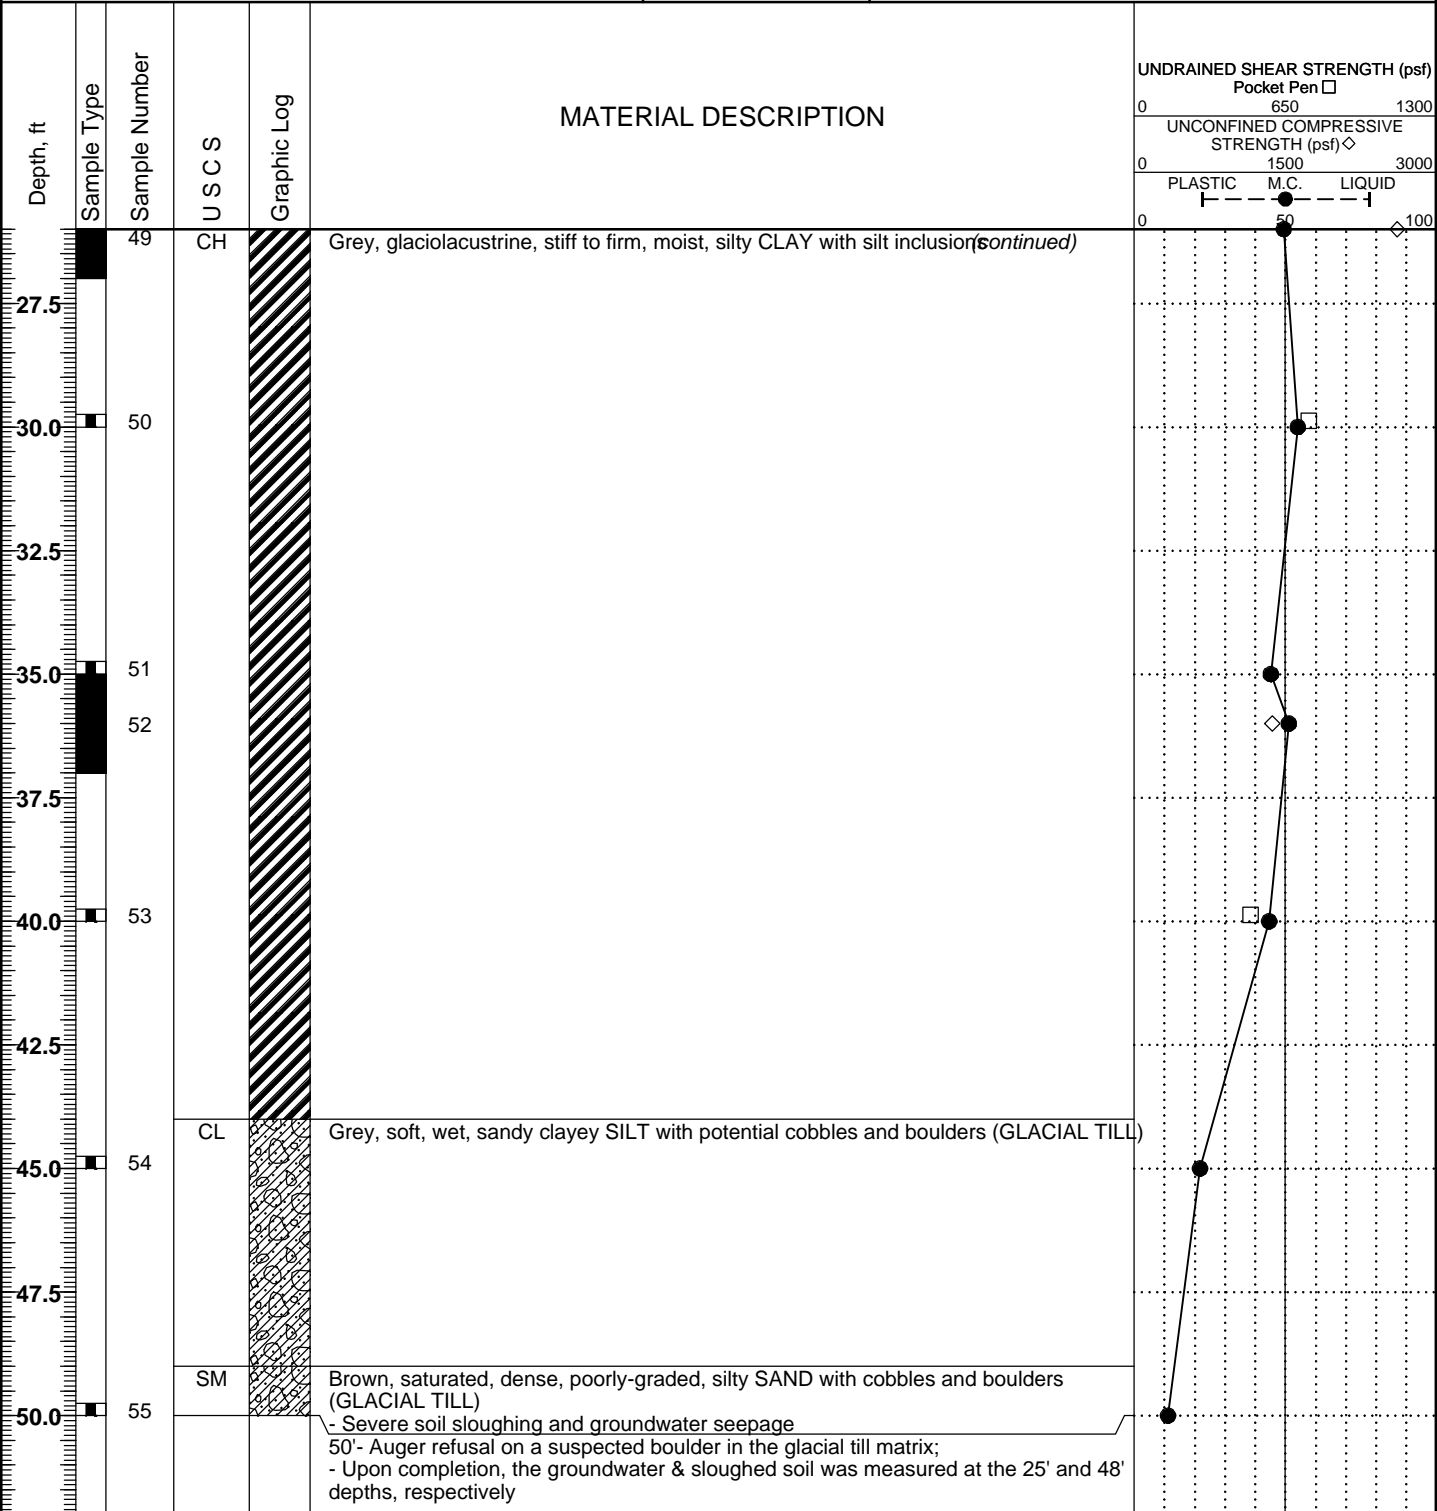 Depth, ft
Sample Type
Sample Number
U S C S
Graphic Log
MATERIAL DESCRIPTION
UNDRAINED SHEAR STRENGTH (psf)
Pocket Pen
0 650 1300
UNCONFINED COMPRESSIVE
STRENGTH (psf)
0 1500 3000
PLASTIC M.C. LIQUID
0 50 100
49 CH Grey, glaciolacustrine, stiff to firm, moist, silty CLAY with silt inclusions (continued)
27.5
30.0 50
32.5
35.0 51
52
37.5
40.0 53
42.5
CL Grey, soft, wet, sandy clayey SILT with potential cobbles and boulders (GLACIAL TILL)
45.0 54
47.5
SM Brown, saturated, dense, poorly-graded, silty SAND with cobbles and boulders
(GLACIAL TILL)
50.0 55
- Severe soil sloughing and groundwater seepage
50'- Auger refusal on a suspected boulder in the glacial till matrix;
- Upon completion, the groundwater & sloughed soil was measured at the 25' and 48'
depths, respectively